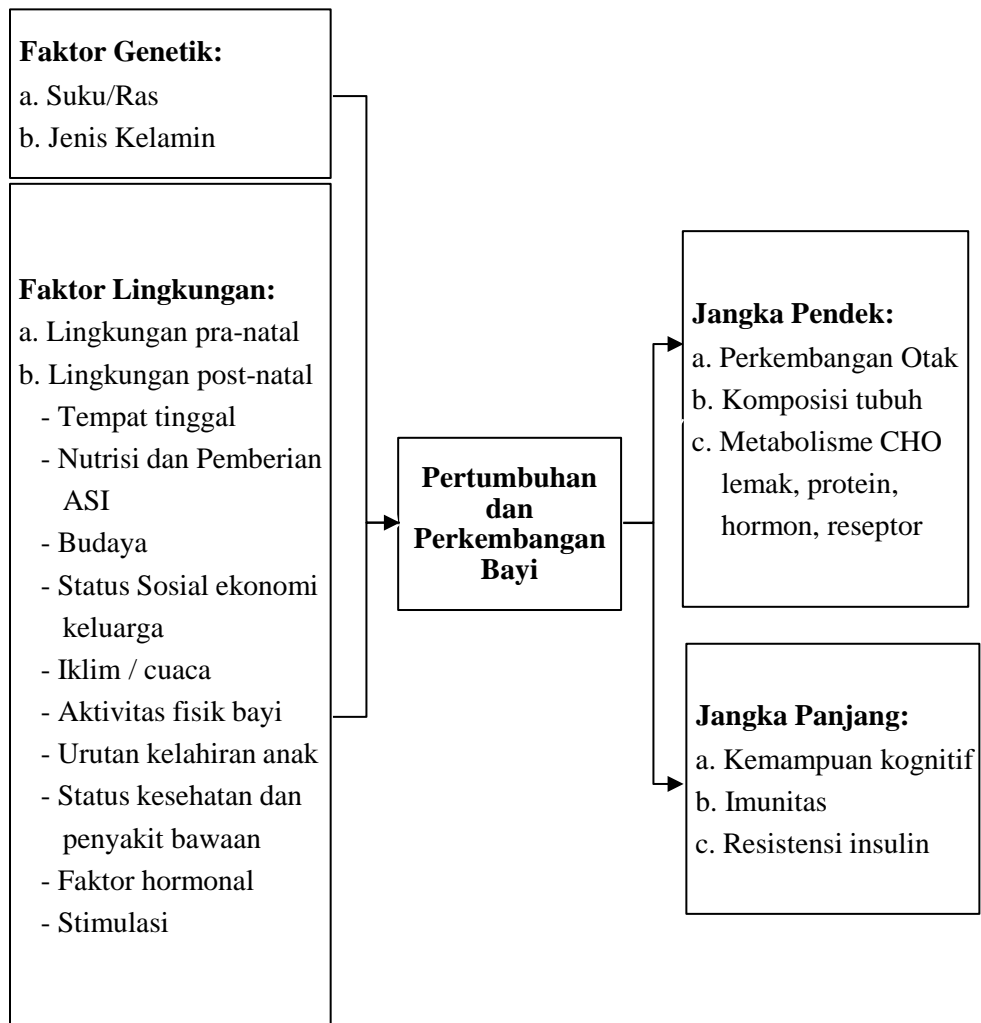 Faktor Genetik:
a. Suku/Ras
b. Jenis Kelamin
Faktor Lingkungan:
a. Lingkungan pra-natal
b. Lingkungan post-natal
- Tempat tinggal
- Nutrisi dan Pemberian
ASI
- Budaya
- Status Sosial ekonomi
keluarga
- Iklim / cuaca
- Aktivitas fisik bayi
- Urutan kelahiran anak
- Status kesehatan dan
penyakit bawaan
- Faktor hormonal
- Stimulasi
Pertumbuhan
dan
Perkembangan
Bayi
Jangka Pendek:
a. Perkembangan Otak
b. Komposisi tubuh
c. Metabolisme CHO
lemak, protein,
hormon, reseptor
Jangka Panjang:
a. Kemampuan kognitif
b. Imunitas
c. Resistensi insulin